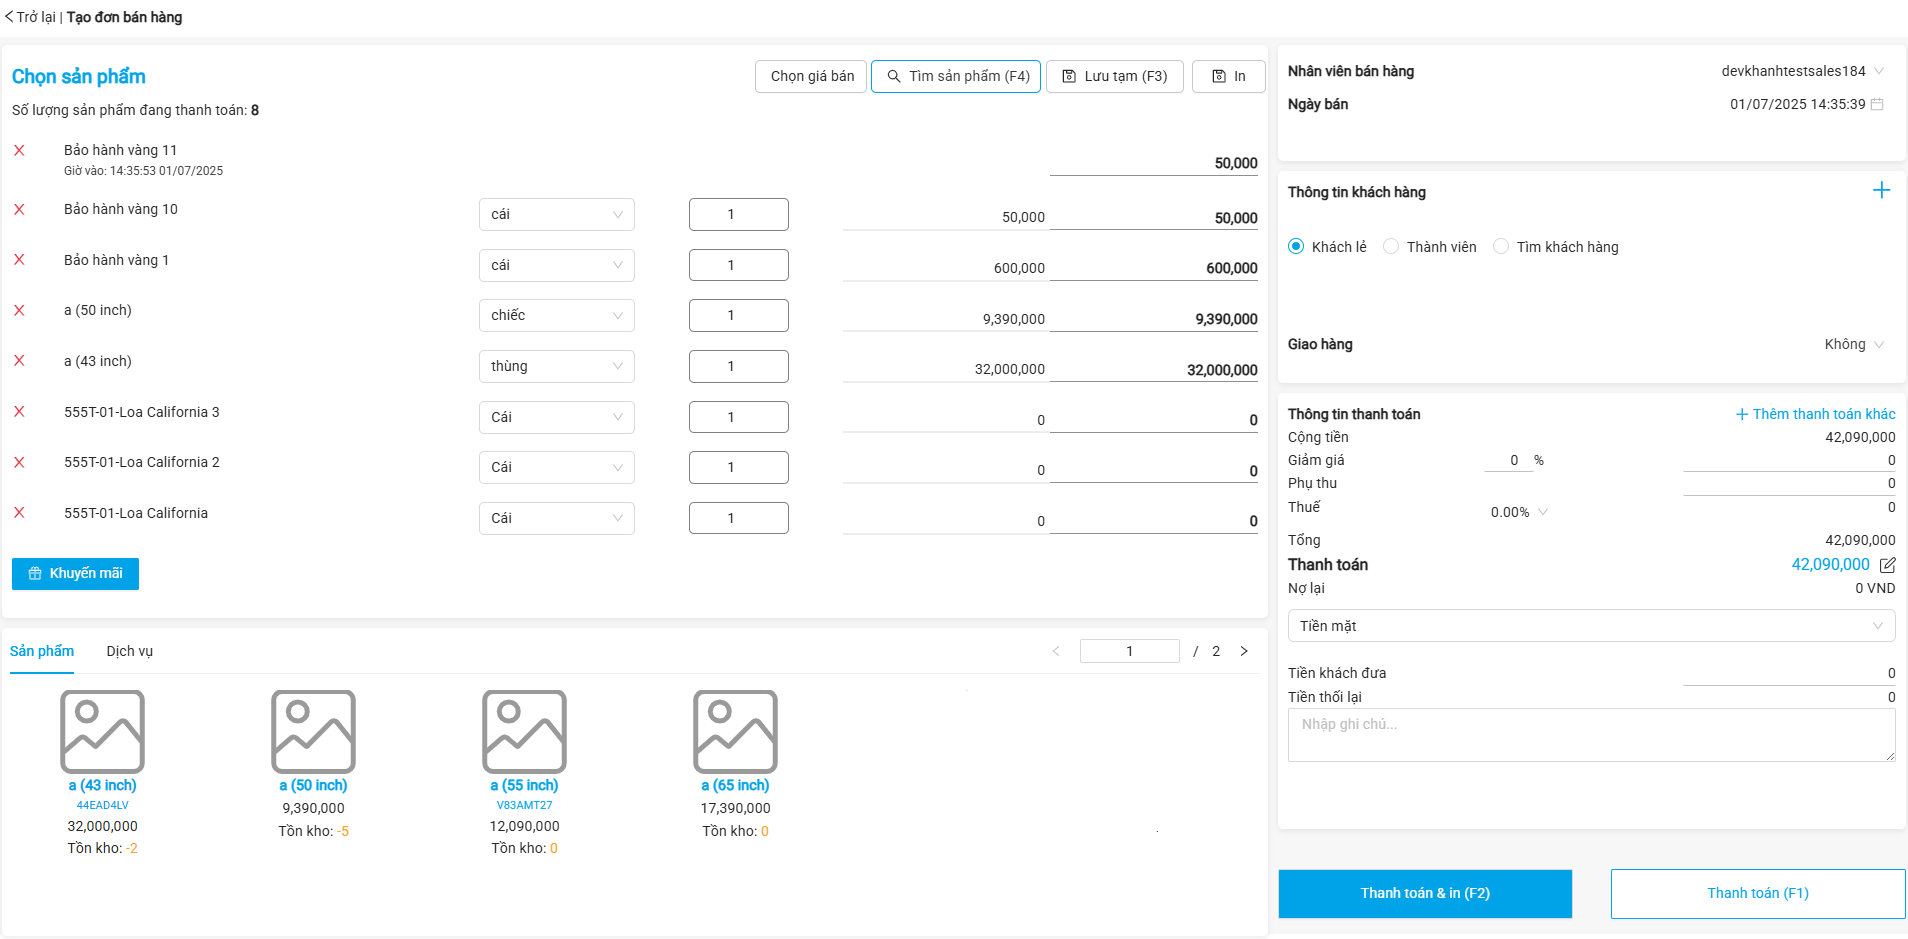 Trở lại | Tạo đơn bán hàng
Chọn sản phẩm
Chọn giá bán
Tìm sản phẩm (F4)
Lưu tạm (F3)
In
Số lượng sản phẩm đang thanh toán: 8
Bảo hành vàng 11
Giờ vào: 14:35:53 01/07/2025
50,000
Bảo hành vàng 10 cái 1 50,000 50,000
Bảo hành vàng 1 cái 1 600,000 600,000
a (50 inch) chiếc 1 9,390,000 9,390,000
a (43 inch) thùng 1 32,000,000 32,000,000
555T-01-Loa California 3 Cái 1 0 0
555T-01-Loa California 2 Cái 1 0 0
555T-01-Loa California Cái 1 0 0
Khuyến mãi
Sản phẩm Dịch vụ 1 / 2
a (43 inch)
44EAD4LV
32,000,000
Tồn kho: -2
a (50 inch)
9,390,000
Tồn kho: -5
a (55 inch)
V83AMT27
12,090,000
Tồn kho: 0
a (65 inch)
17,390,000
Tồn kho: 0
Nhân viên bán hàng devkhanhtestsales184
Ngày bán 01/07/2025 14:35:39
Thông tin khách hàng
Khách lẻ Thành viên Tìm khách hàng
Giao hàng Không
Thông tin thanh toán Thêm thanh toán khác
Cộng tiền 42,090,000
Giảm giá 0 % 0
Phụ thu 0
Thuế 0.00% 0
Tổng 42,090,000
Thanh toán 42,090,000
Nợ lại 0 VND
Tiền mặt
Tiền khách đưa 0
Tiền thối lại 0
Nhập ghi chú...
Thanh toán & in (F2)
Thanh toán (F1)